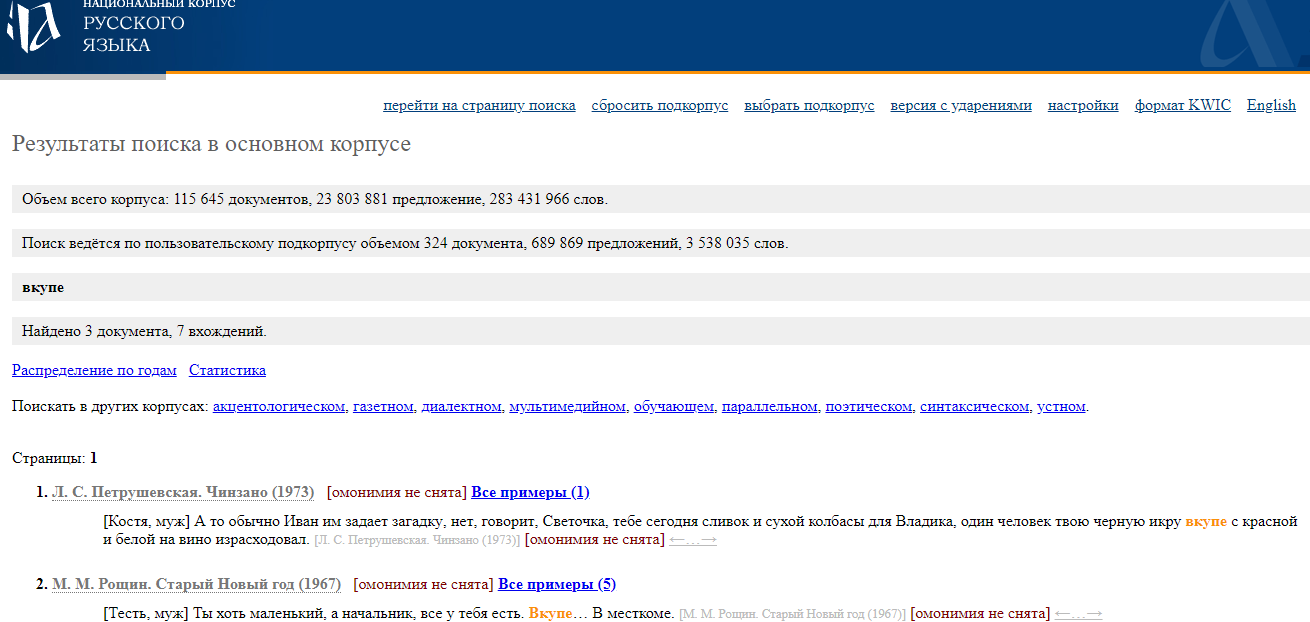 НАЦИОНАЛЬНЫЙ КОРПУС
РУССКОГО
ЯЗЫКА
перейти на страницу поиска сбросить подкорпус выбрать подкорпус версия с ударениями настройки формат KWIC English
Результаты поиска в основном корпусе
Объем всего корпуса: 115 645 документов, 23 803 881 предложение, 283 431 966 слов.
Поиск ведётся по пользовательскому подкорпусу объемом 324 документа, 689 869 предложений, 3 538 035 слов.
вкупе
Найдено 3 документа, 7 вхождений.
Распределение по годам Статистика
Поискать в других корпусах: акцентологическом, газетном, диалектном, мультимедийном, обучающем, параллельном, поэтическом, синтаксическом, устном.
Страницы: 1
1. Л. С. Петрушевская. Чинзано (1973) [омонимия не снята] Все примеры (1)
[Костя, муж] А то обычно Иван им задает загадку, нет, говорит, Светочка, тебе сегодня сливок и сухой колбасы для Владика, один человек твою черную икру вкупе с красной
и белой на вино израсходовал. [Л. С. Петрушевская. Чинзано (1973)] [омонимия не снята] ←…→
2. М. М. Рощин. Старый Новый год (1967) [омонимия не снята] Все примеры (5)
[Тесть, муж] Ты хоть маленький, а начальник, все у тебя есть. Вкупе… В месткоме. [М. М. Рощин. Старый Новый год (1967)] [омонимия не снята] ←…→